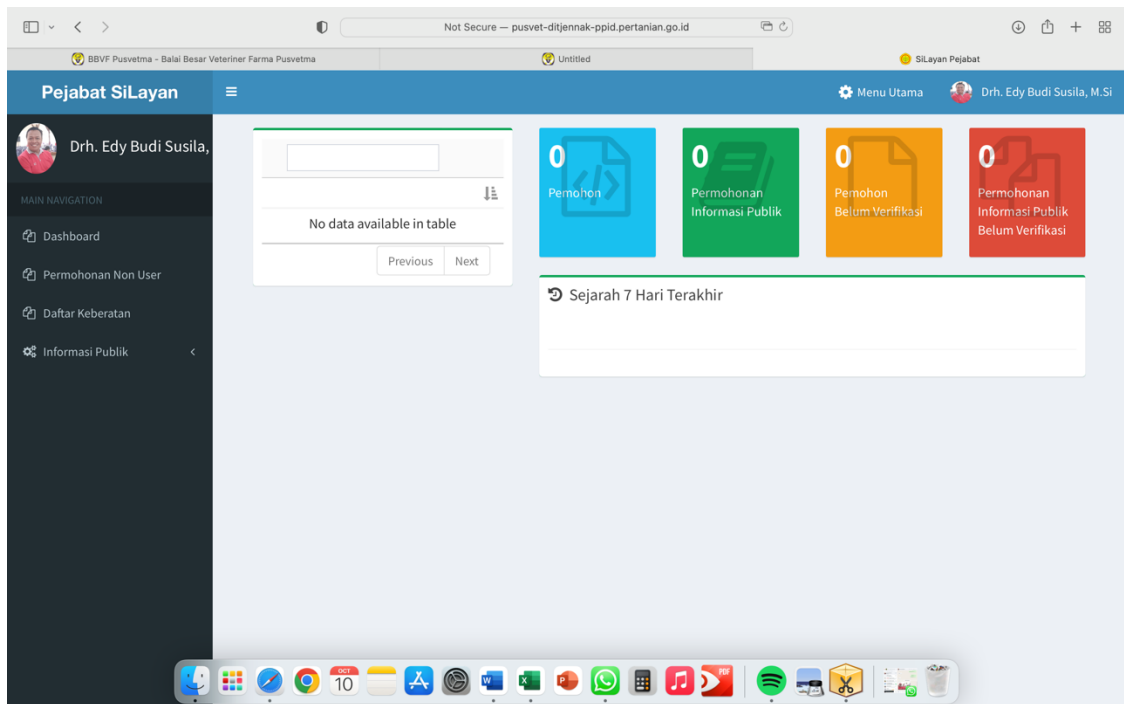 Not Secure — pusvet-ditjennak-ppid.pertanian.go.id
BBVF Pusvetma - Balai Besar Veteriner Farma Pusvetma
Untitled
SiLayan Pejabat
Pejabat SiLayan
Menu Utama
Drh. Edy Budi Susila, M.Si
Drh. Edy Budi Susila,
MAIN NAVIGATION
Dashboard
Permohonan Non User
Daftar Keberatan
Informasi Publik
No data available in table
Previous
Next
0
Pemohon
0
Permohonan
Informasi Publik
0
Pemohon
Belum Verifikasi
0
Permohonan
Informasi Publik
Belum Verifikasi
Sejarah 7 Hari Terakhir
OCT
10
W
X
P
PDF